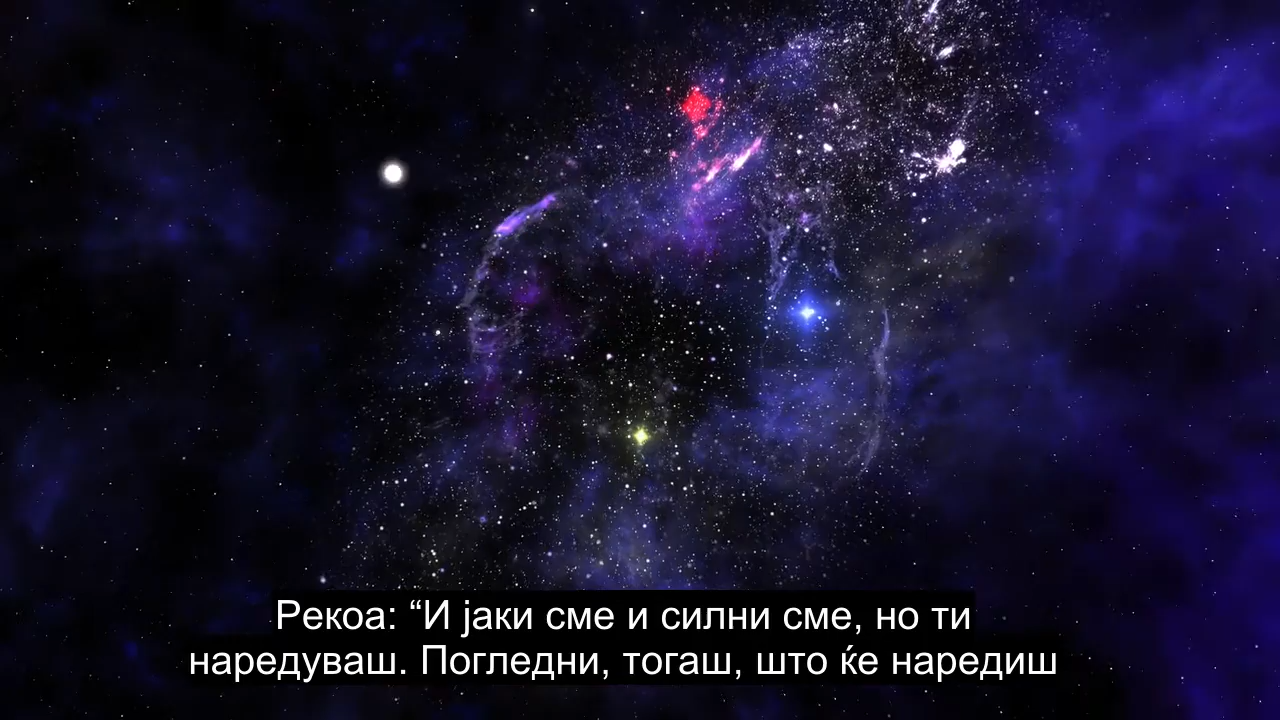 Рекоа: “И јаки сме и силни сме, но ти
наредуваш. Погледни, тогаш, што ќе наредиш